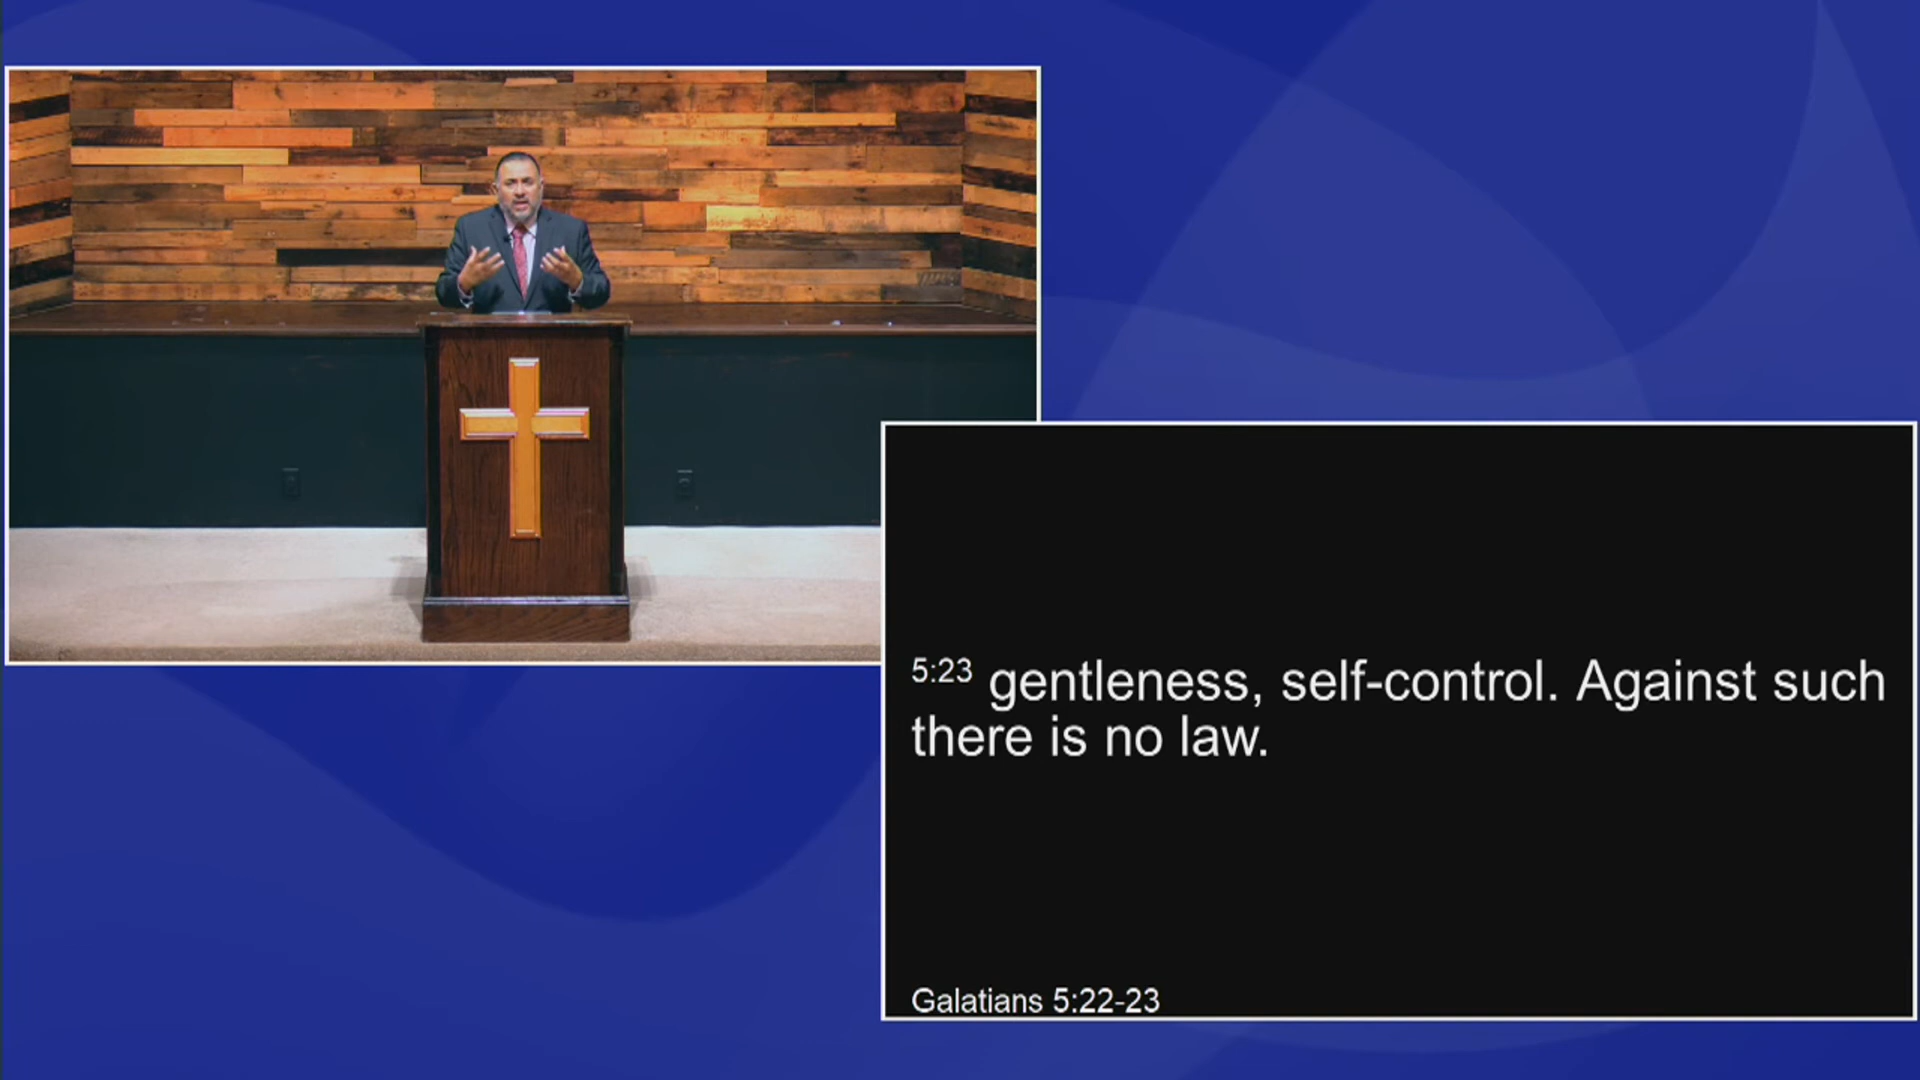 5:23 gentleness, self-control. Against such
there is no law.
Galatians 5:22-23